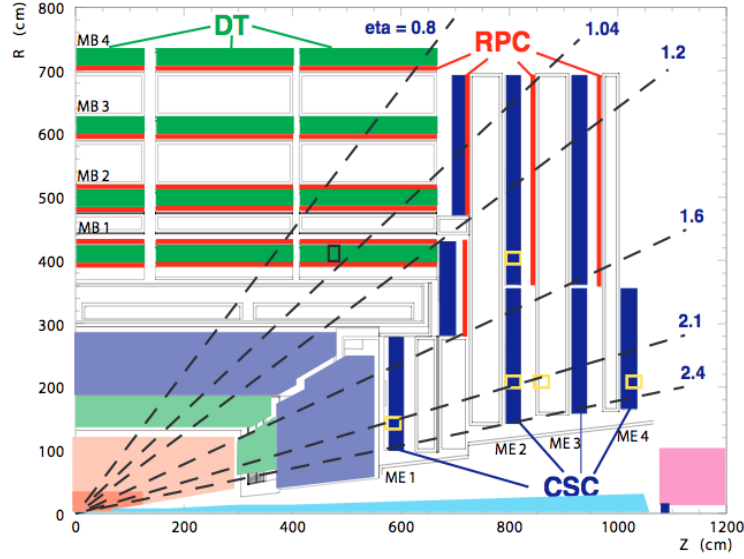 R (cm)
800
700
600
500
400
300
200
100
0
MB 4
MB 3
MB 2
MB 1
DT
eta = 0.8
RPC
1.04
1.2
1.6
2.1
2.4
ME 1
ME 2
ME 3
ME 4
CSC
0
200
400
600
800
1000
1200
Z (cm)